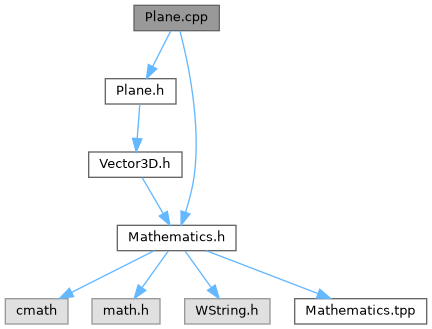 Plane.cpp
Plane.h
Vector3D.h
Mathematics.h
cmath
math.h
WString.h
Mathematics.tpp